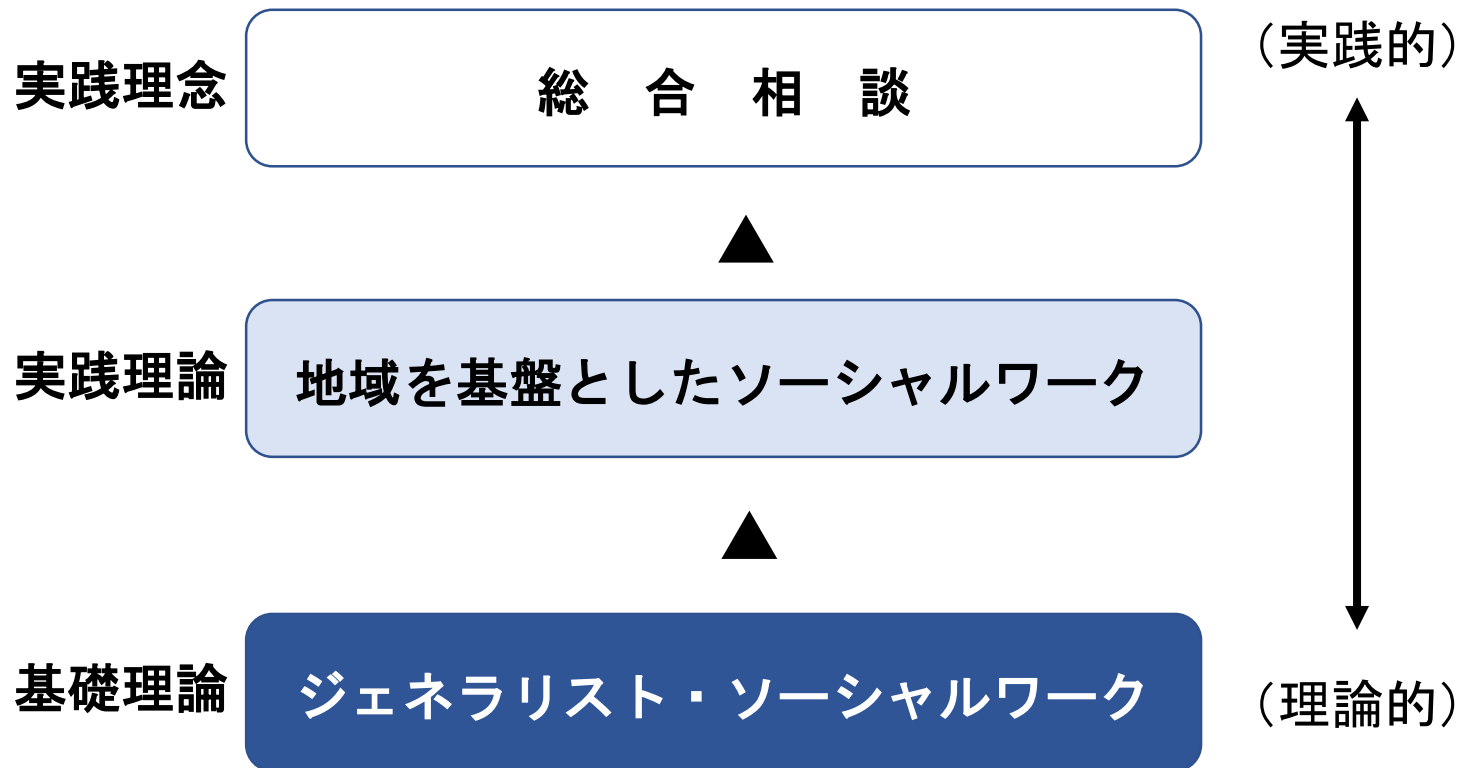 実践理念
総合相談
(実践的)
実践理論
地域を基盤としたソーシャルワーク
基礎理論
ジェネラリスト・ソーシャルワーク
(理論的)